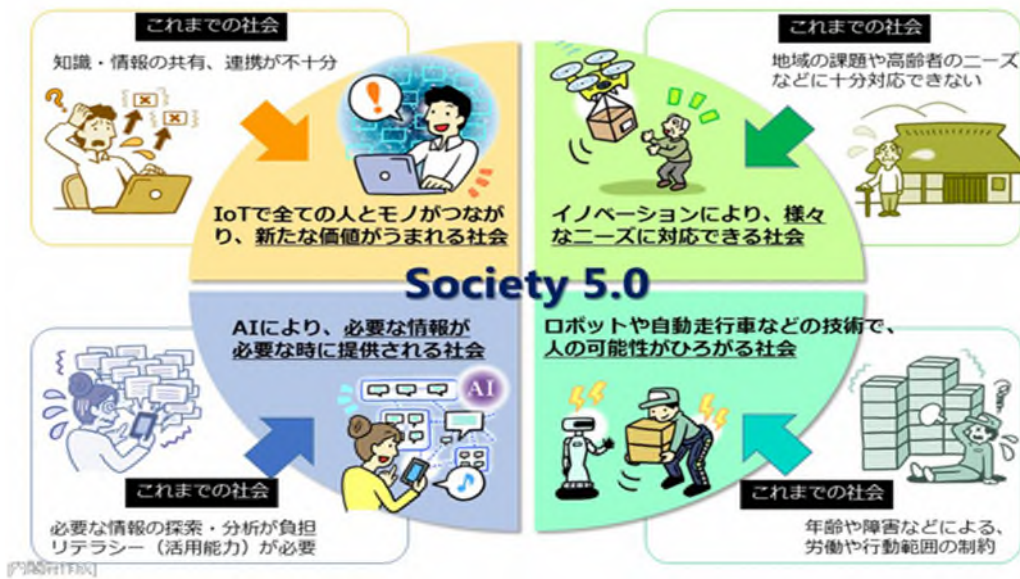 これまでの社会
知識・情報の共有、連携が不十分
IoTで全ての人とモノがつなが
り、新たな価値がうまれる社会
これまでの社会
地域の課題や高齢者のニーズ
などに十分対応できない
イノベーションにより、様々
なニーズに対応できる社会
Society 5.0
AIにより、必要な情報が
必要な時に提供される社会
AI
これまでの社会
必要な情報の探索・分析が負担
リテラシー（活用能力）が必要
ロボットや自動走行車などの技術で、
人の可能性がひろがる社会
これまでの社会
年齢や障害などによる、
労働や行動範囲の制約
[内閣府作成]